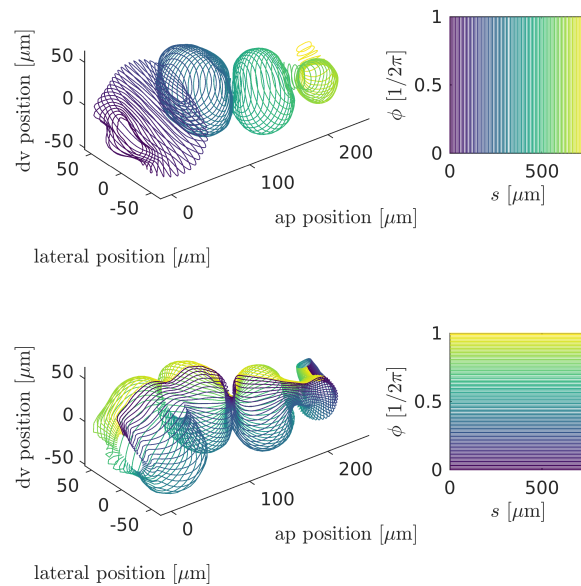 dv position [μm]
50
0
-50
50
0
-50
0
100
200
ap position [μm]
lateral position [μm]
ϕ [1/2π]
1
0.5
0
0
500
s [μm]
dv position [μm]
50
0
-50
50
0
-50
0
100
200
ap position [μm]
lateral position [μm]
ϕ [1/2π]
1
0.5
0
0
500
s [μm]